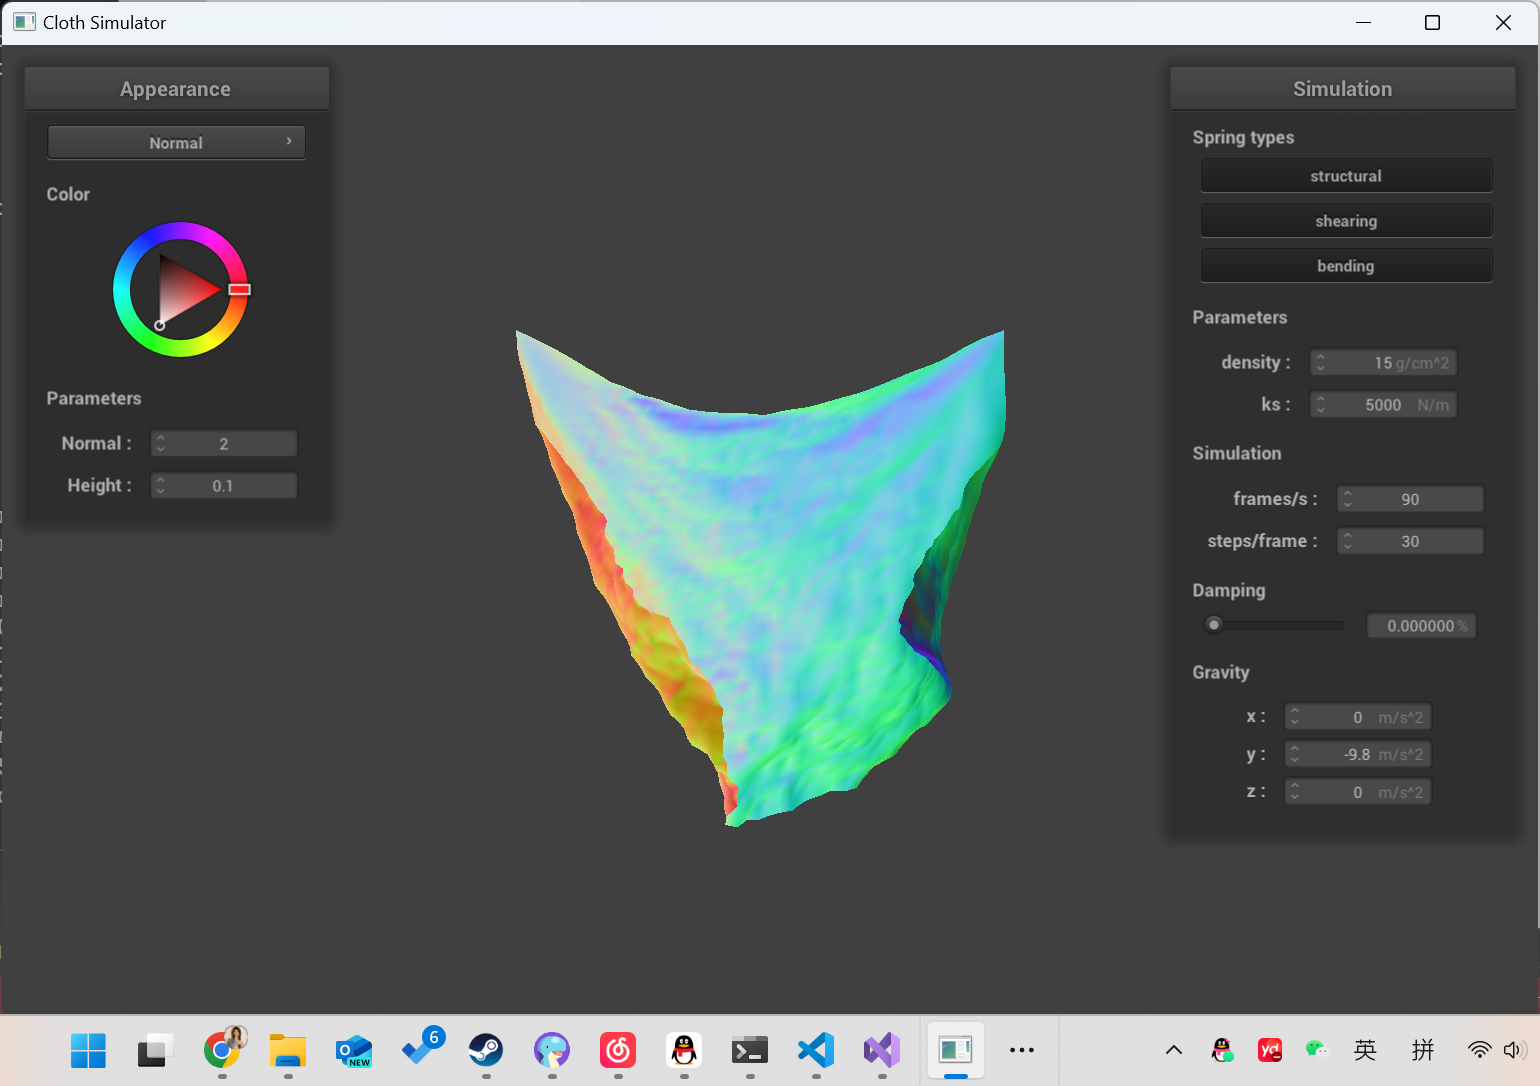 Cloth Simulator
Appearance
Normal
Color
Parameters
Normal : 2
Height : 0.1
Simulation
Spring types
structural
shearing
bending
Parameters
density : 15 g/cm^2
ks : 5000 N/m
Simulation
frames/s : 90
steps/frame : 30
Damping
0.000000 %
Gravity
x : 0 m/s^2
y : -9.8 m/s^2
z : 0 m/s^2
NEW
6
yd
英
拼